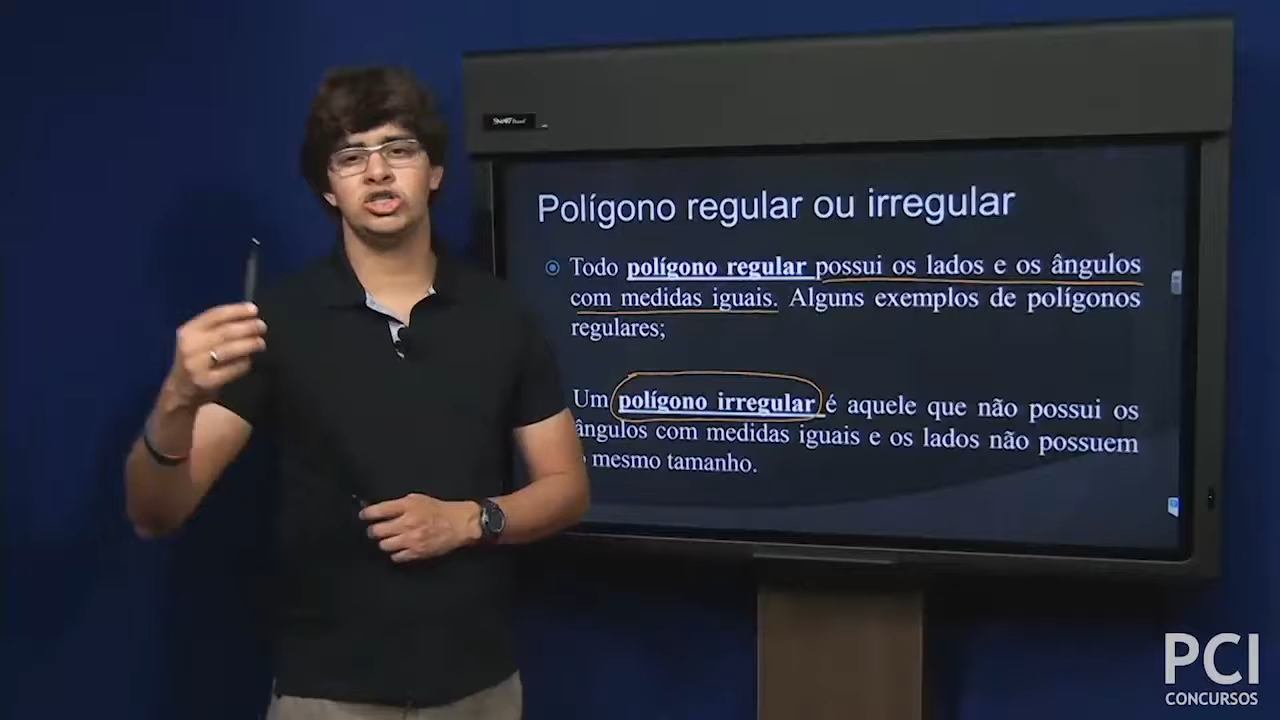 SMART Board
Polígono regular ou irregular
Todo polígono regular possui os lados e os ângulos
com medidas iguais. Alguns exemplos de polígonos
regulares;
Um polígono irregular é aquele que não possui os
ângulos com medidas iguais e os lados não possuem
o mesmo tamanho.
PCI
CONCURSOS